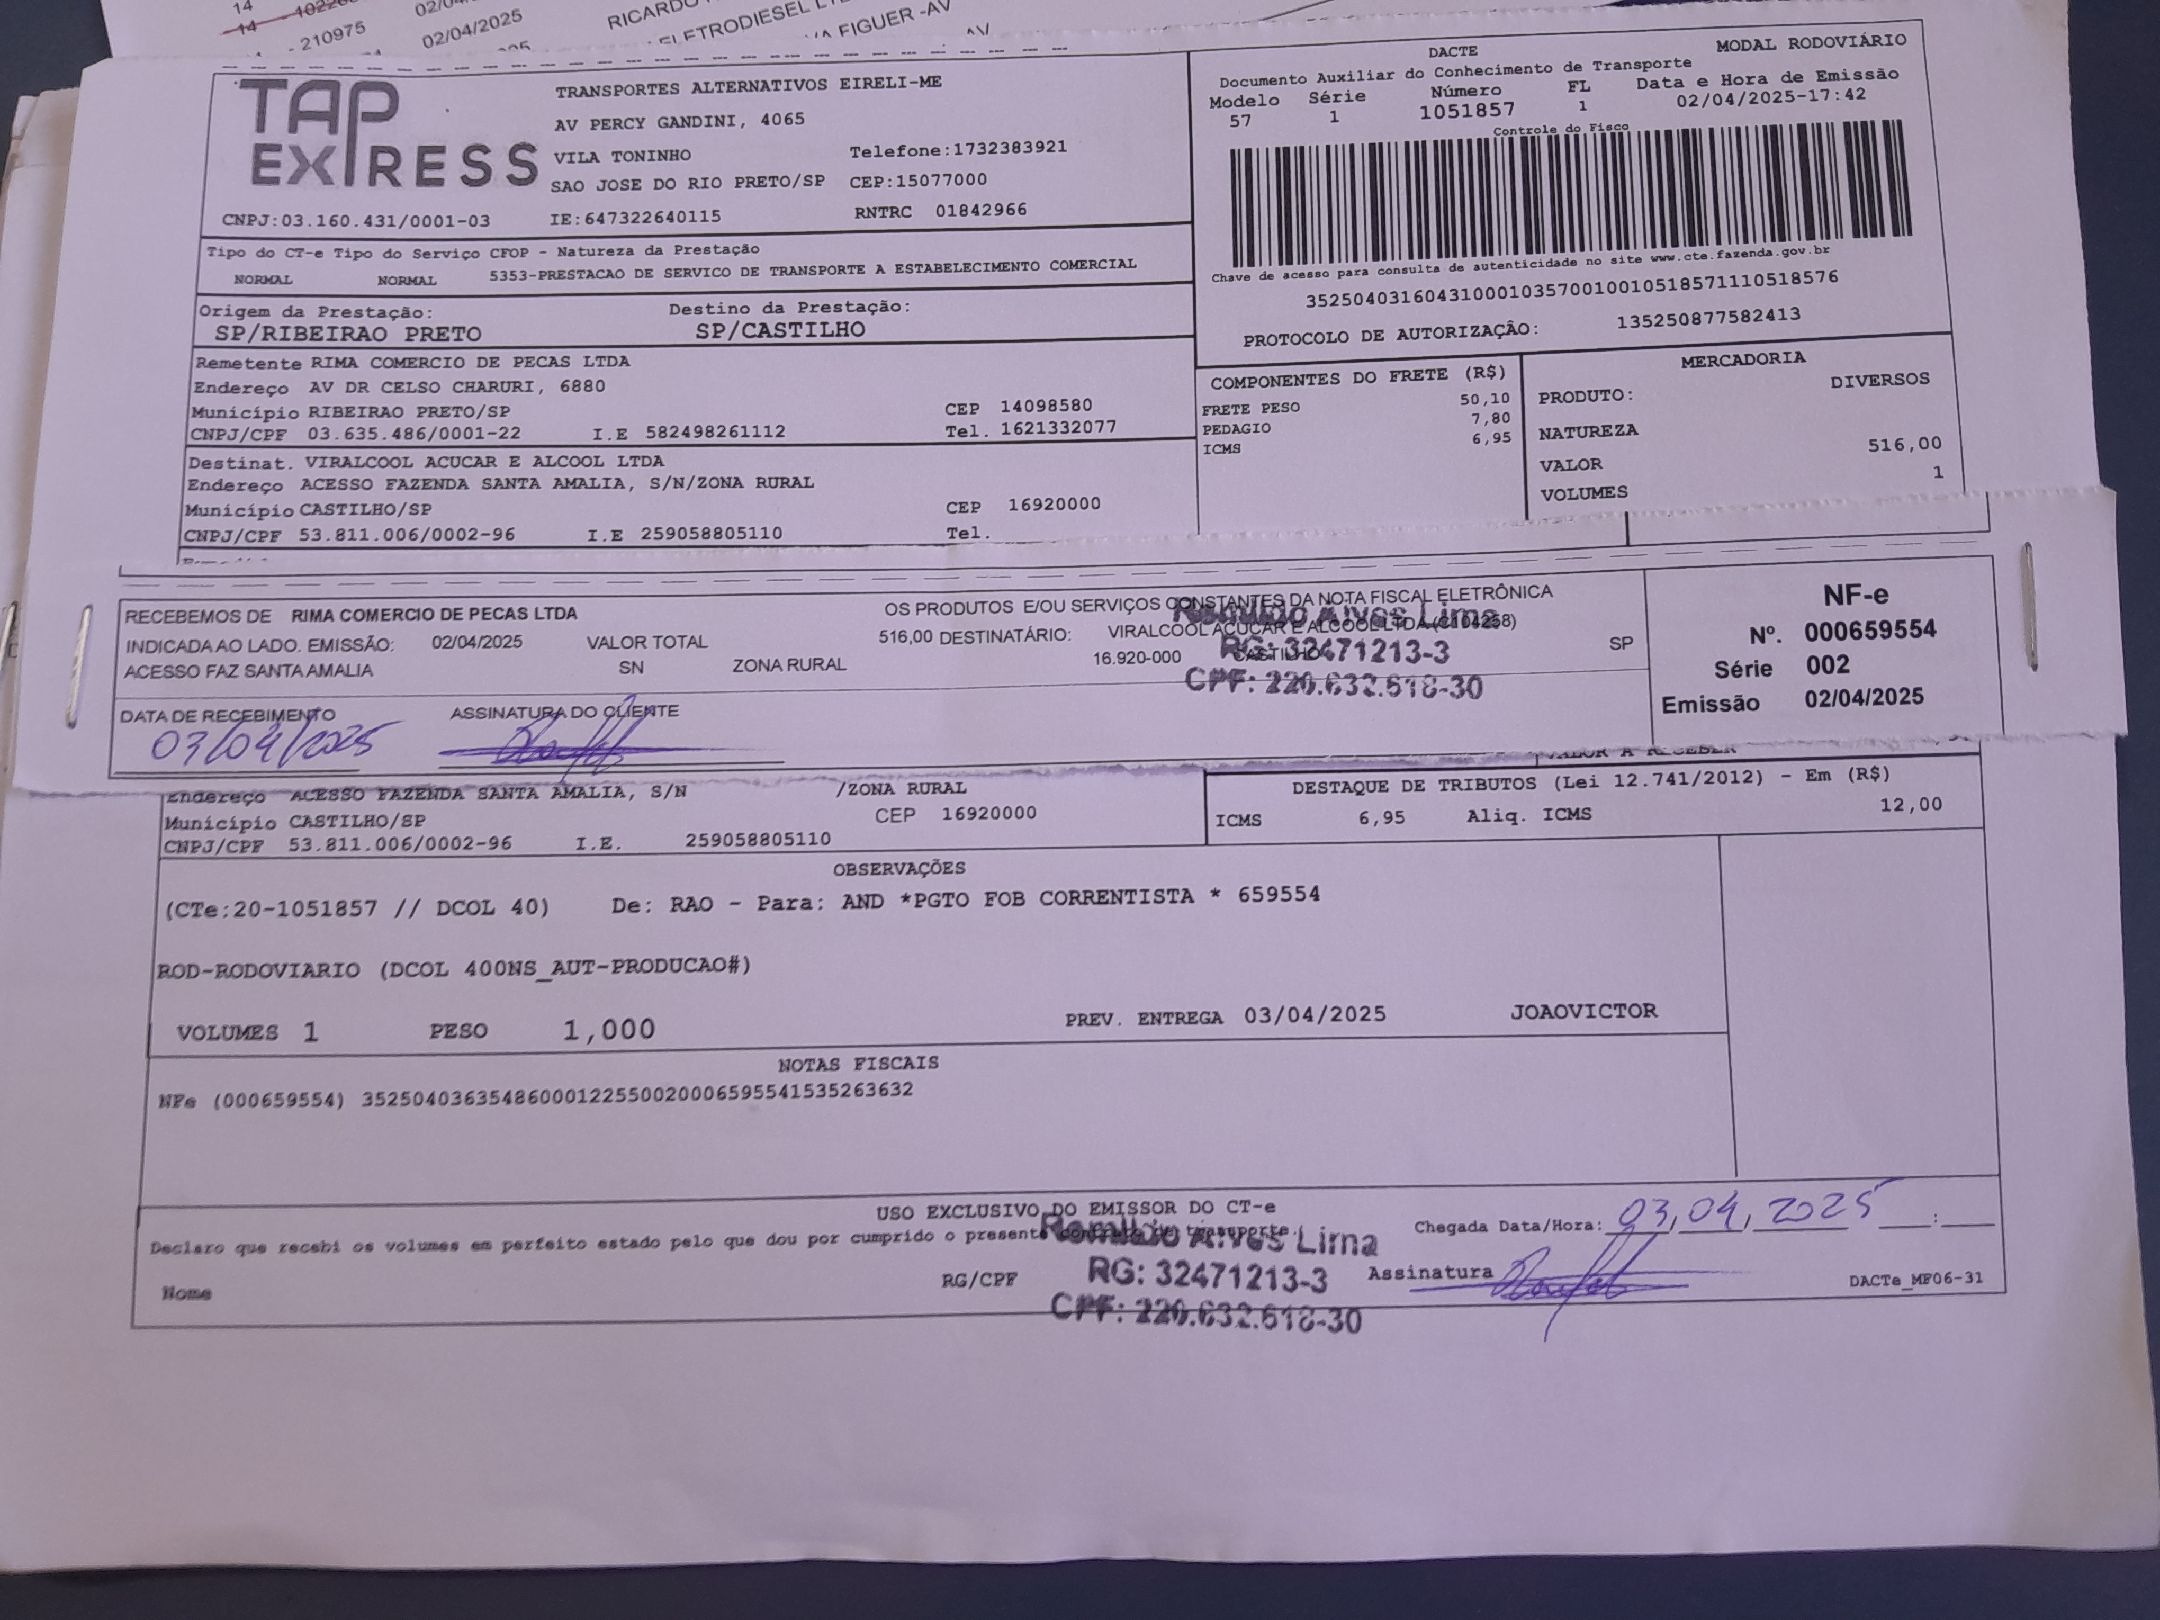 14
14
- 210975
02/04/2025
RICARDO
ELETRODIESEL
FIGUER -AV
TAP EXPRESS
TRANSPORTES ALTERNATIVOS EIRELI-ME
AV PERCY GANDINI, 4065
VILA TONINHO Telefone:1732383921
SAO JOSE DO RIO PRETO/SP CEP:15077000
CNPJ:03.160.431/0001-03 IE:647322640115 RNTRC 01842966
DACTE MODAL RODOVIÁRIO
Documento Auxiliar do Conhecimento de Transporte
Modelo Série Número FL Data e Hora de Emissão
57 1 1051857 1 02/04/2025-17:42
Controle do Fisco
Chave de acesso para consulta de autenticidade no site www.cte.fazenda.gov.br
35250403160431000103570010010518571110518576
PROTOCOLO DE AUTORIZAÇÃO: 135250877582413
Tipo do CT-e Tipo do Serviço CFOP - Natureza da Prestação
NORMAL NORMAL 5353-PRESTACAO DE SERVICO DE TRANSPORTE A ESTABELECIMENTO COMERCIAL
Origem da Prestação: Destino da Prestação:
SP/RIBEIRAO PRETO SP/CASTILHO
Remetente RIMA COMERCIO DE PECAS LTDA
Endereço AV DR CELSO CHARURI, 6880
Município RIBEIRAO PRETO/SP CEP 14098580
CNPJ/CPF 03.635.486/0001-22 I.E 582498261112 Tel. 1621332077
Destinat. VIRALCOOL ACUCAR E ALCOOL LTDA
Endereço ACESSO FAZENDA SANTA AMALIA, S/N/ZONA RURAL
Município CASTILHO/SP CEP 16920000
CNPJ/CPF 53.811.006/0002-96 I.E 259058805110 Tel.
COMPONENTES DO FRETE (R$)
FRETE PESO 50,10
PEDAGIO 7,80
ICMS 6,95
MERCADORIA
PRODUTO: DIVERSOS
NATUREZA
VALOR 516,00
VOLUMES 1
RECEBEMOS DE RIMA COMERCIO DE PECAS LTDA OS PRODUTOS E/OU SERVIÇOS CONSTANTES DA NOTA FISCAL ELETRÔNICA
INDICADA AO LADO. EMISSÃO: 02/04/2025 VALOR TOTAL 516,00 DESTINATÁRIO: VIRALCOOL ACUCAR E ALCOOL LTDA (C104258)
ACESSO FAZ SANTA AMALIA SN ZONA RURAL 16.920-000 CASTILHO SP
Romildo Alves Lima
RG: 32471213-3
CPF: 220.632.618-30
DATA DE RECEBIMENTO ASSINATURA DO CLIENTE
03/04/2025
NF-e
Nº. 000659554
Série 002
Emissão 02/04/2025
VALOR A RECEBER
Endereço ACESSO FAZENDA SANTA AMALIA, S/N /ZONA RURAL
Município CASTILHO/SP CEP 16920000
CNPJ/CPF 53.811.006/0002-96 I.E. 259058805110
DESTAQUE DE TRIBUTOS (Lei 12.741/2012) - Em (R$)
ICMS 6,95 Aliq. ICMS 12,00
OBSERVAÇÕES
(CTe:20-1051857 // DCOL 40) De: RAO - Para: AND *PGTO FOB CORRENTISTA * 659554
ROD-RODOVIARIO (DCOL 400NS_AUT-PRODUCAO#)
VOLUMES 1 PESO 1,000 PREV. ENTREGA 03/04/2025 JOAOVICTOR
NOTAS FISCAIS
NFe (000659554) 35250403635486000122550020006595541535263632
USO EXCLUSIVO DO EMISSOR DO CT-e
Declaro que recebi os volumes em perfeito estado pelo que dou por cumprido o presente contrato de transporte.
Chegada Data/Hora: 03/04/2025 :
Romildo Alves Lima
Nome RG/CPF RG: 32471213-3 Assinatura DACTe_MF06-31
CPF: 220.632.618-30